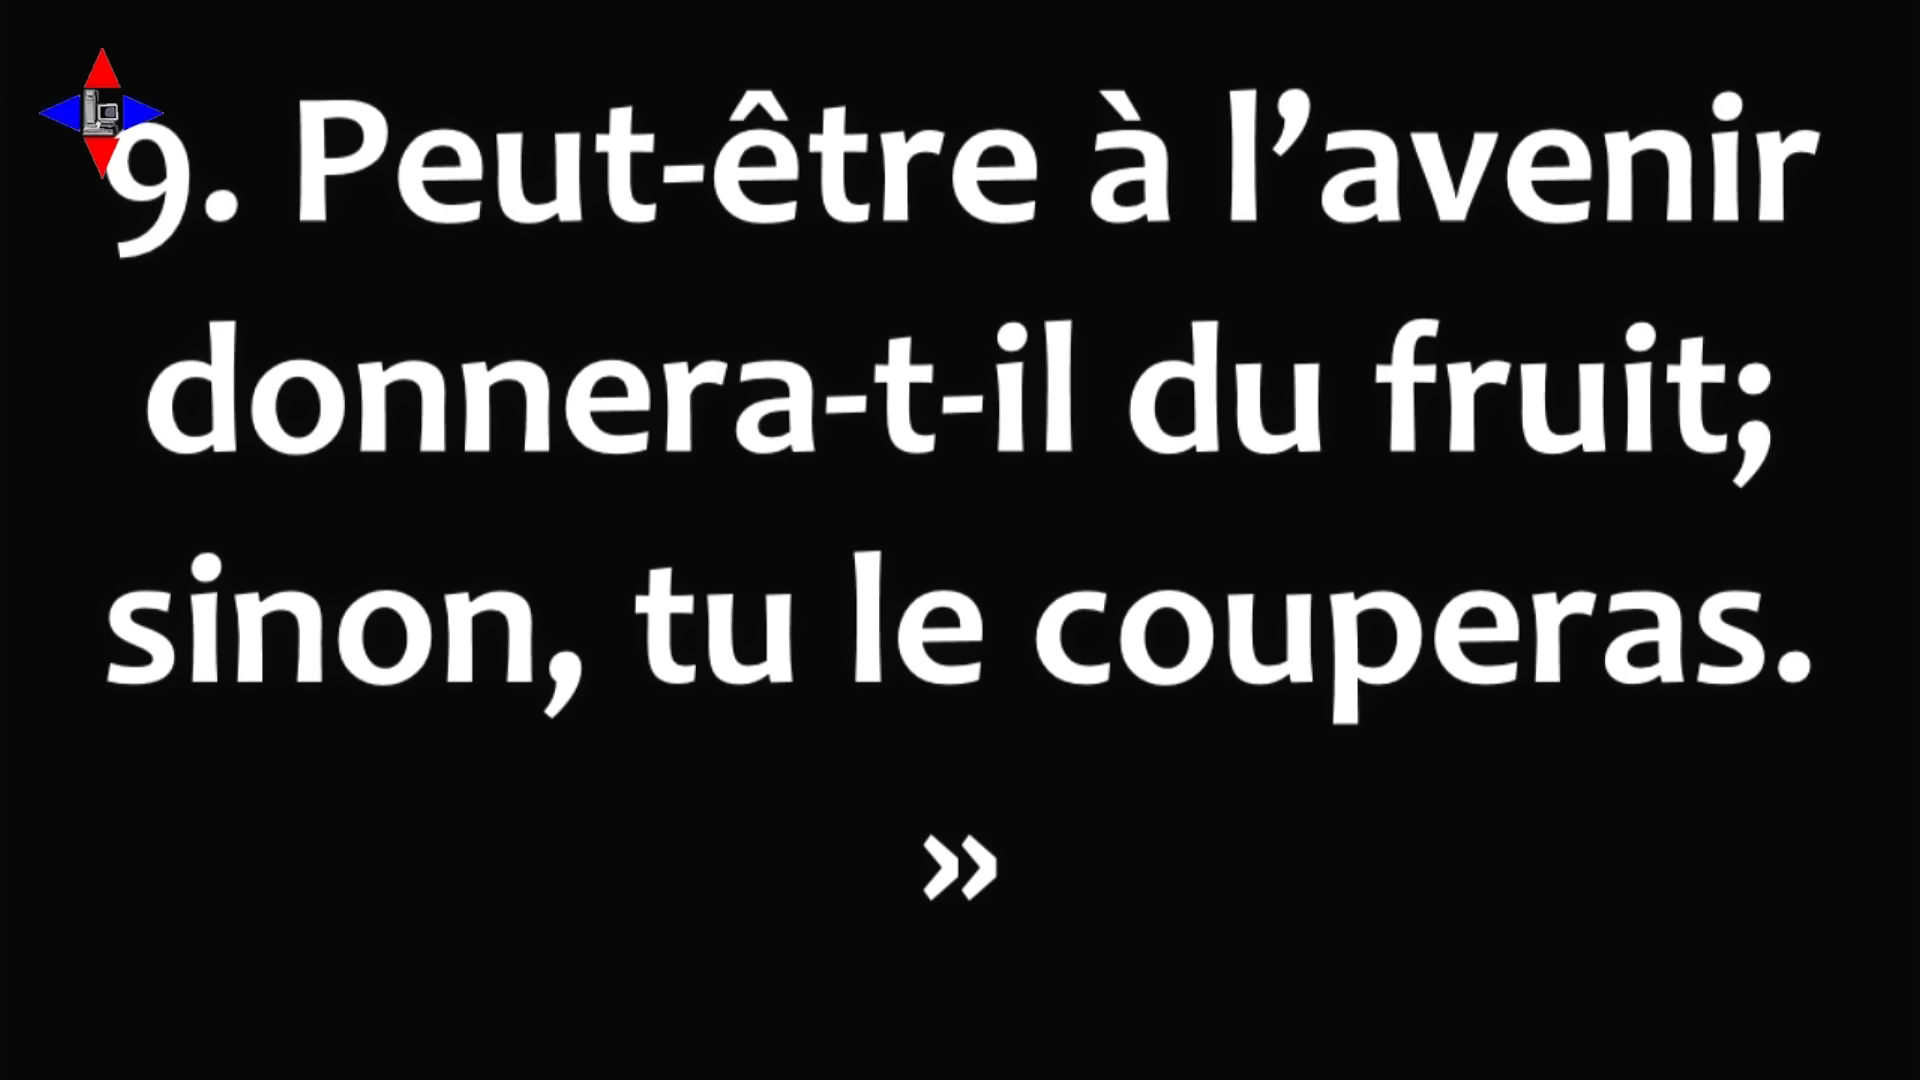 9. Peut-être à l’avenir
donnera-t-il du fruit;
sinon, tu le couperas.
»